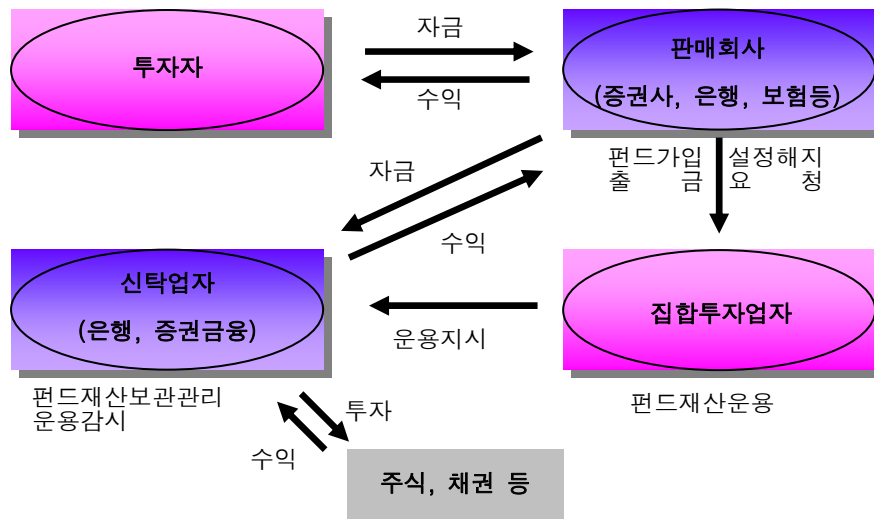 투자자
자금
수익
판매회사
(증권사, 은행, 보험등)
펀드가입 설정해지
출 금 요 청
자금
수익
신탁업자
(은행, 증권금융)
운용지시
집합투자업자
펀드재산보관관리
운용감시
펀드재산운용
투자
수익
주식, 채권 등